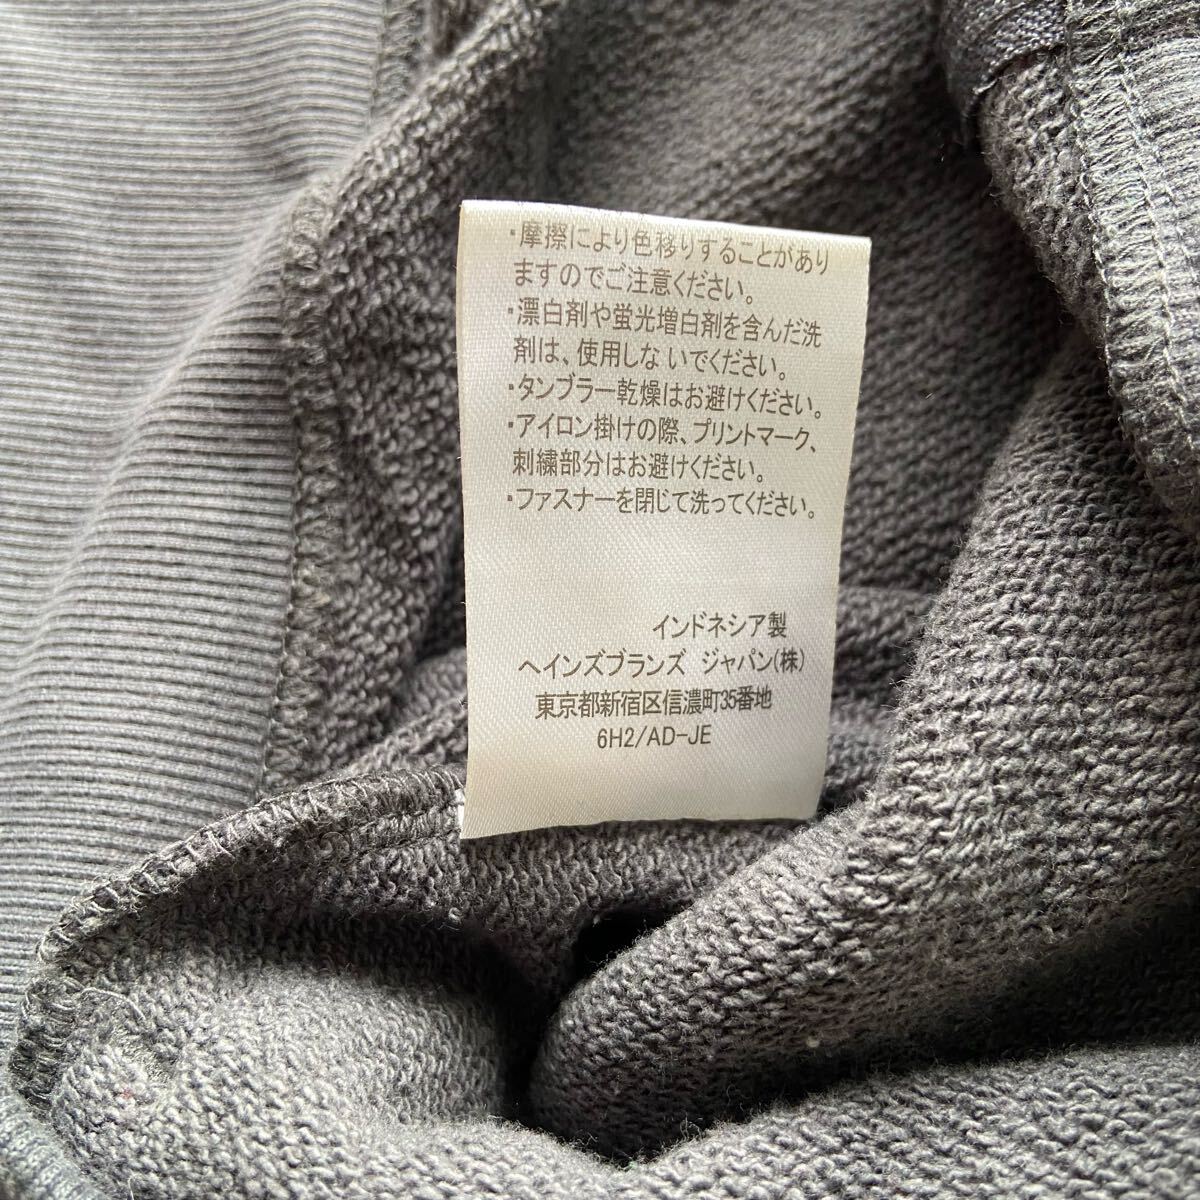 ・摩擦により色移りすることがあり
ますのでご注意ください。
・漂白剤や蛍光増白剤を含んだ洗
剤は、使用しな いでください。
・タンブラー乾燥はお避けください。
・アイロン掛けの際、プリントマーク、
刺繍部分はお避けください。
・ファスナーを閉じて洗ってください。
インドネシア製
ヘインズブランズ ジャパン(株)
東京都新宿区信濃町35番地
6H2/AD-JE